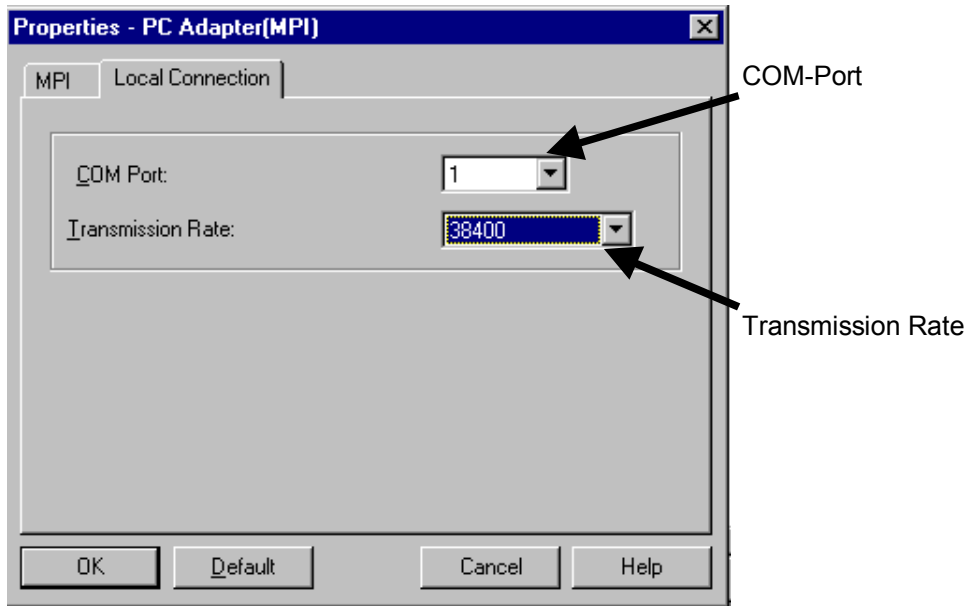 Properties - PC Adapter(MPI)
MPI Local Connection
COM-Port
COM Port: 1
Transmission Rate: 38400
Transmission Rate
OK Default Cancel Help